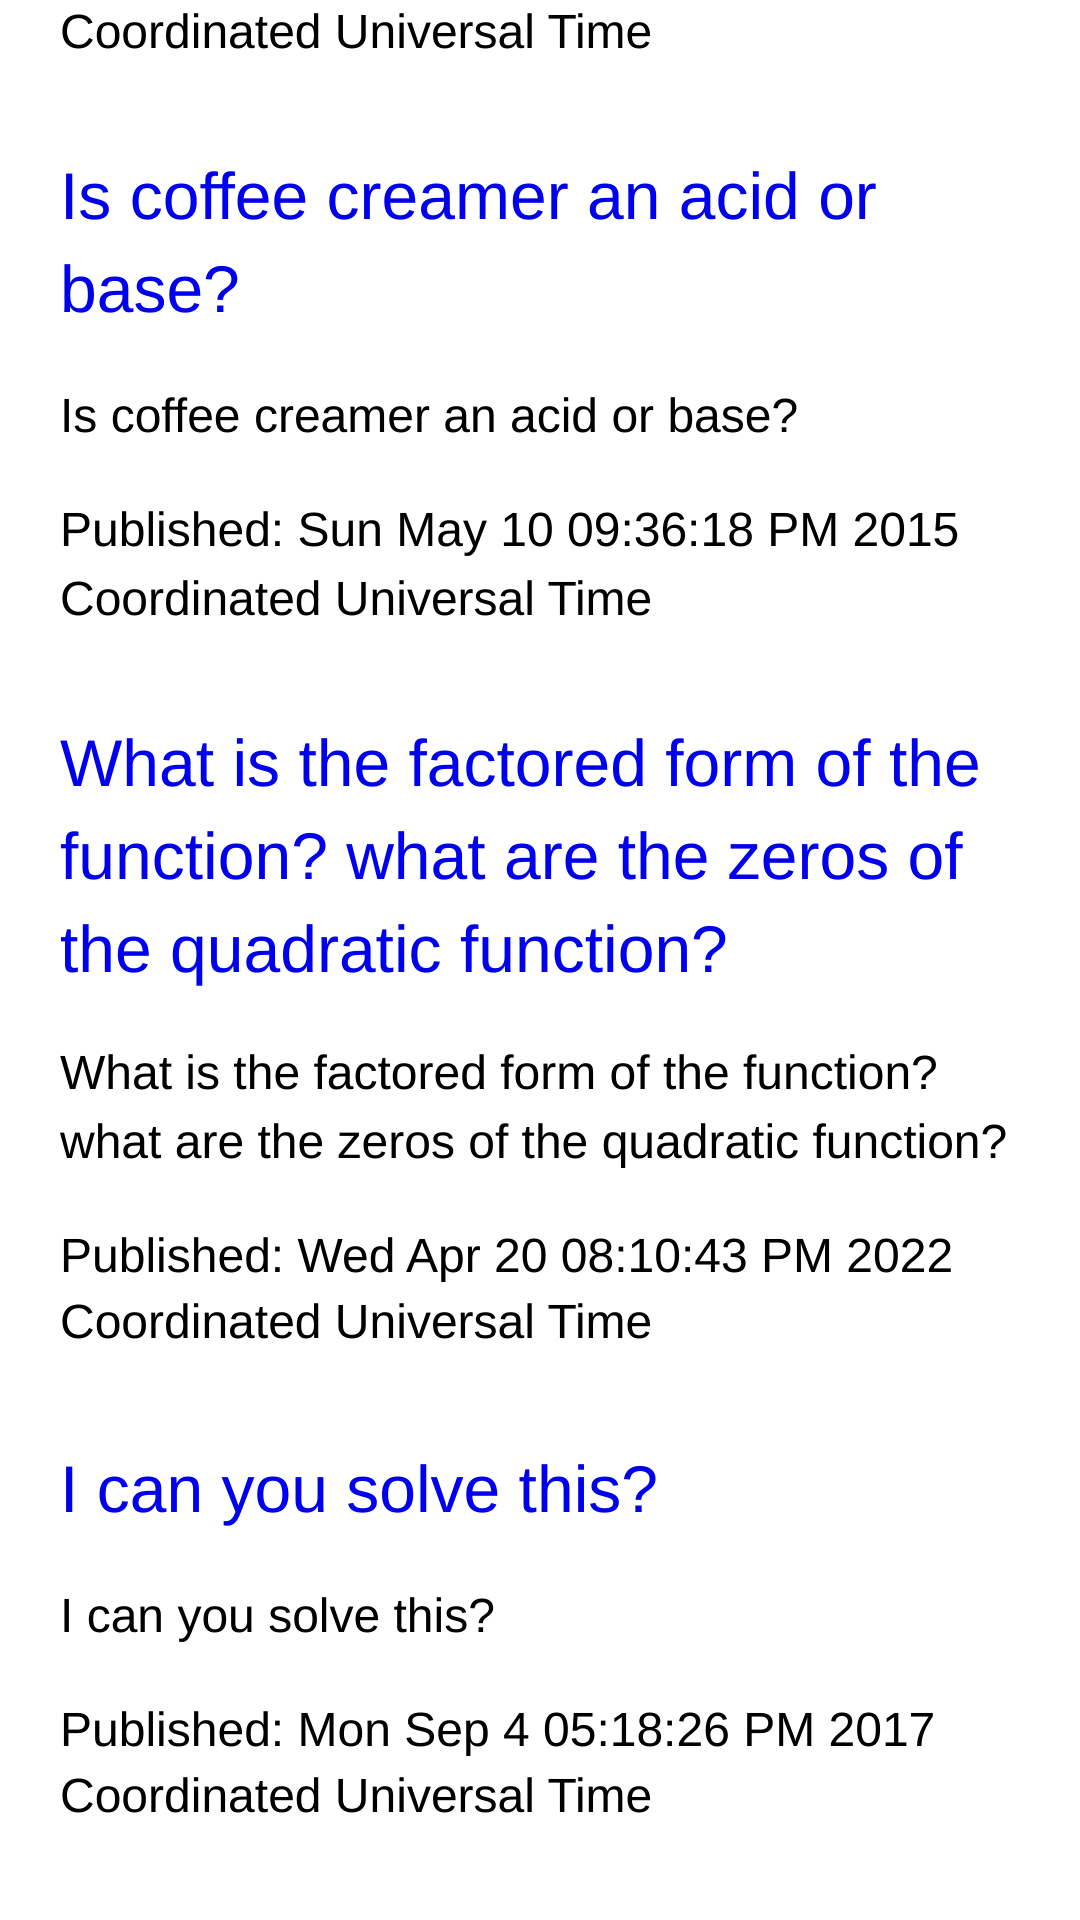 Coordinated Universal Time
Is coffee creamer an acid or
base?
Is coffee creamer an acid or base?
Published: Sun May 10 09:36:18 PM 2015
Coordinated Universal Time
What is the factored form of the
function? what are the zeros of
the quadratic function?
What is the factored form of the function?
what are the zeros of the quadratic function?
Published: Wed Apr 20 08:10:43 PM 2022
Coordinated Universal Time
I can you solve this?
I can you solve this?
Published: Mon Sep 4 05:18:26 PM 2017
Coordinated Universal Time